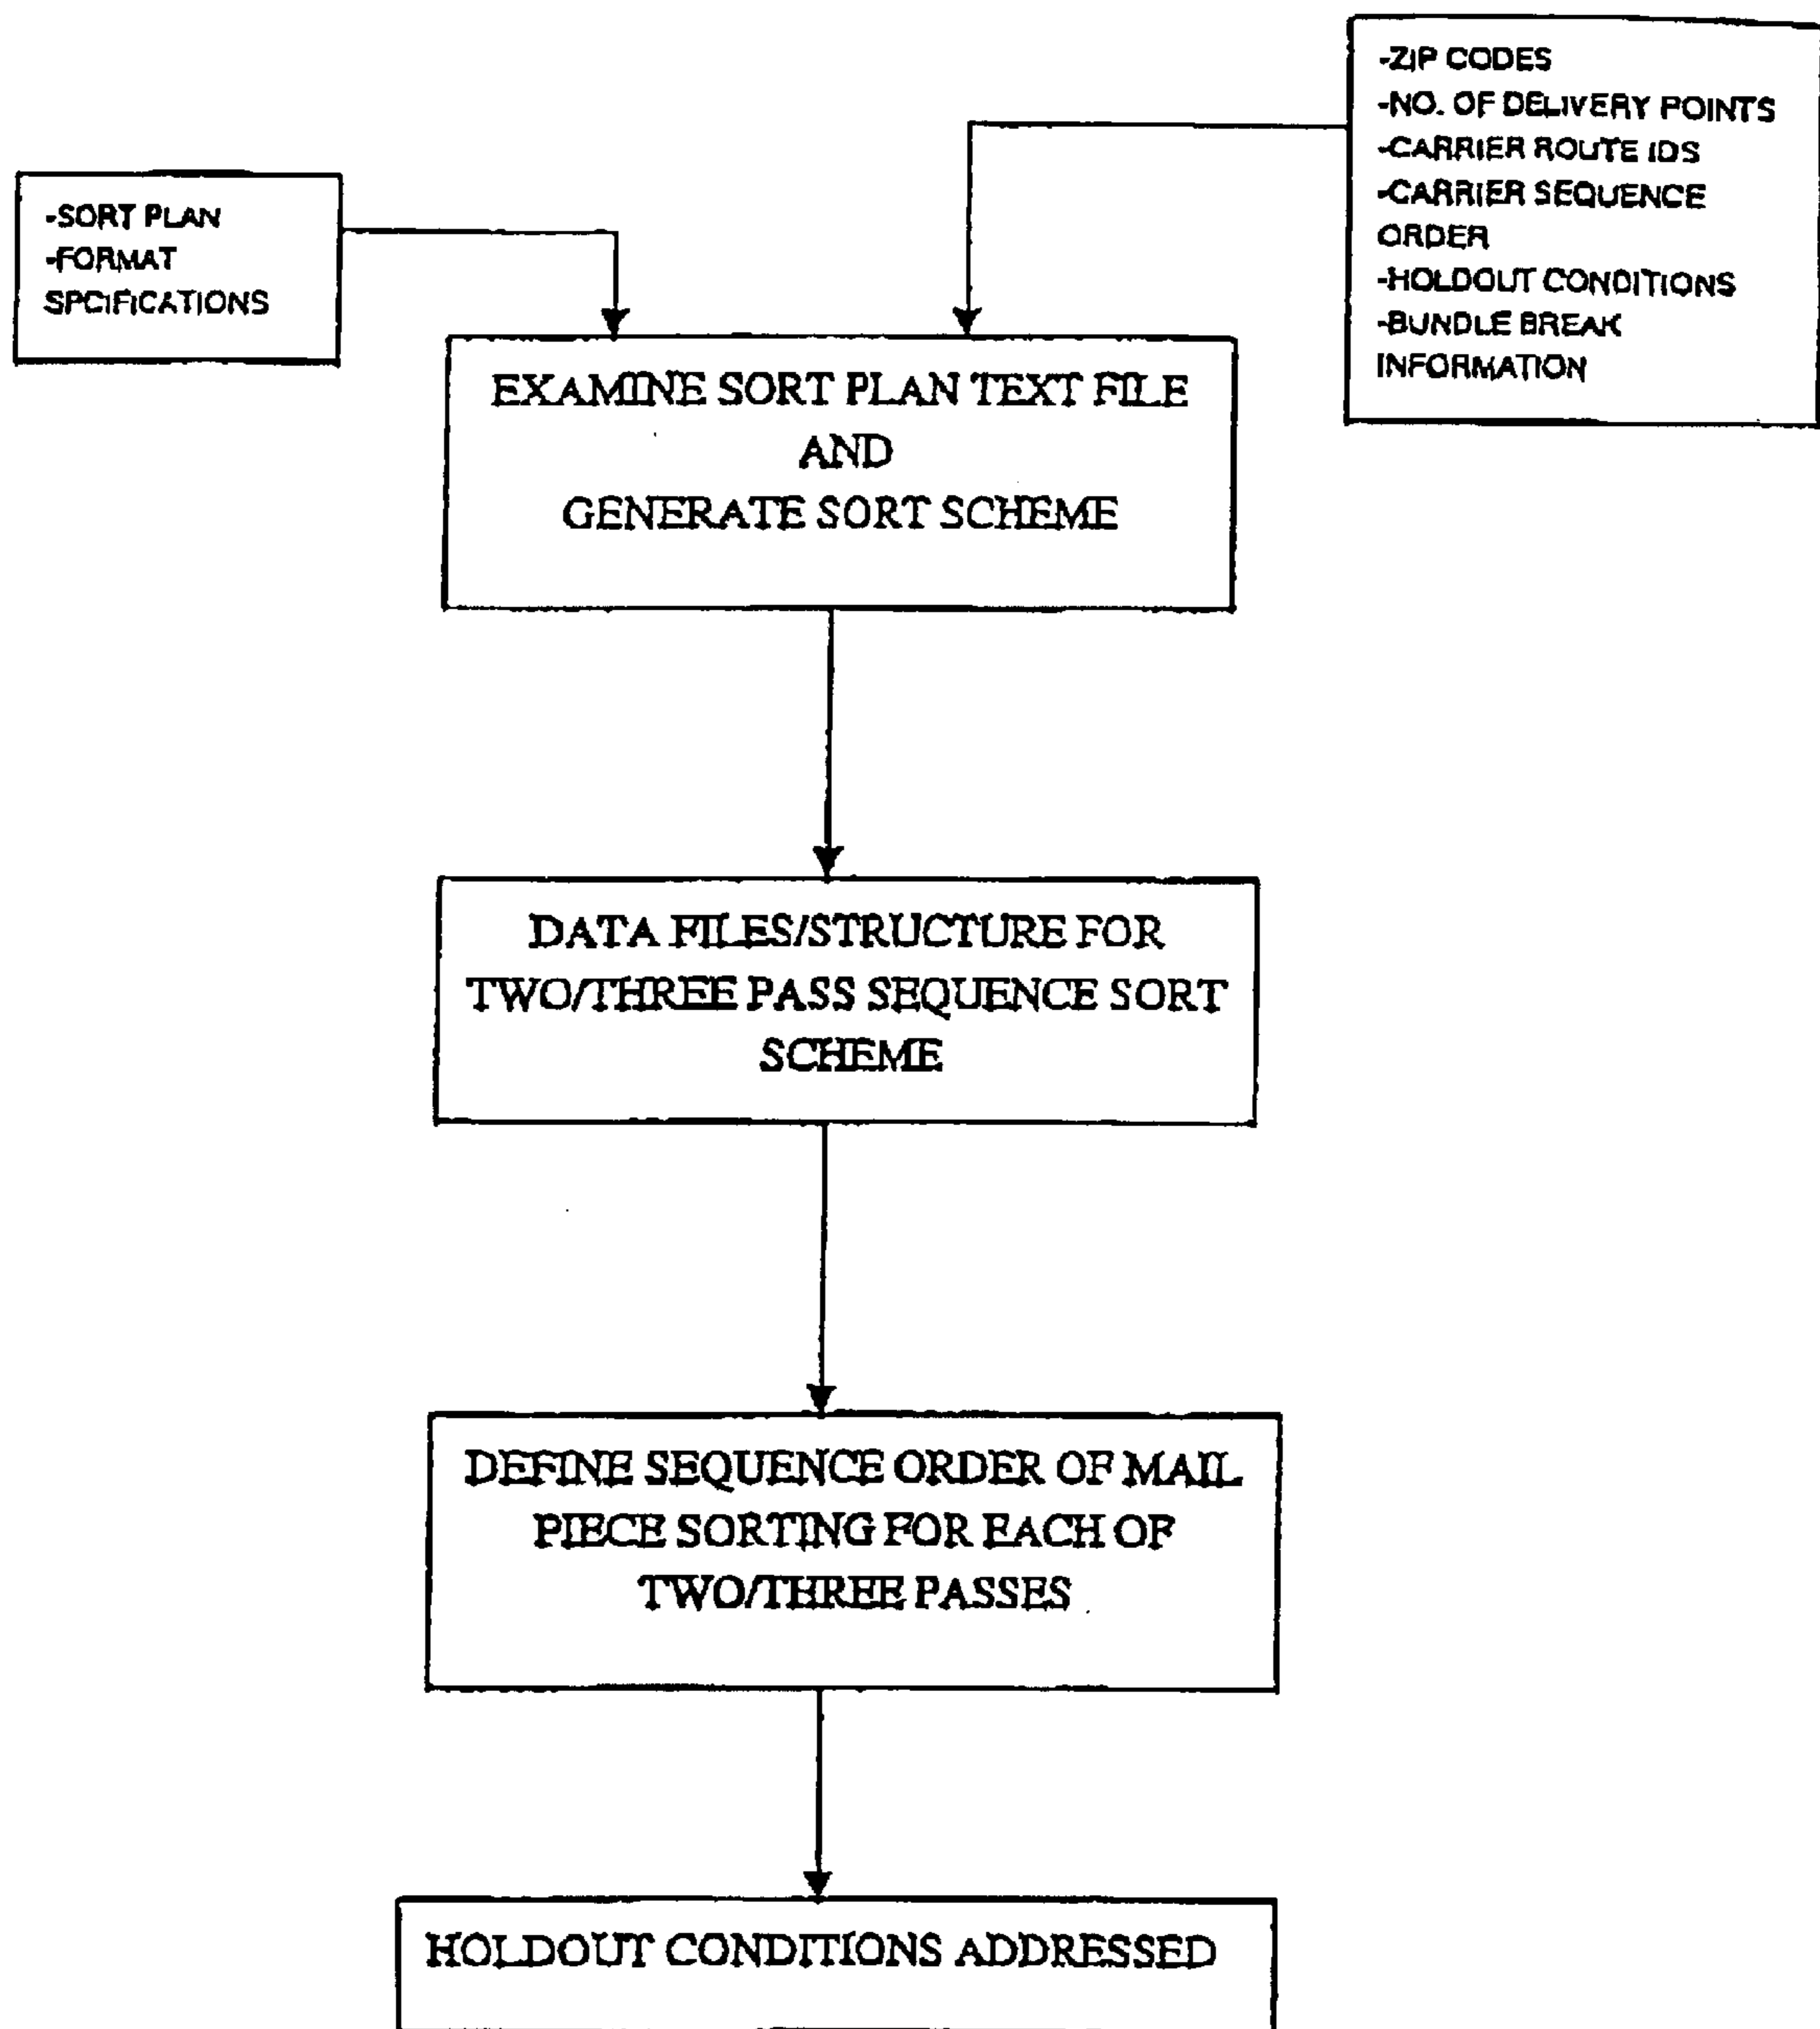 -ZIP CODES
-NO. OF DELIVERY POINTS
-CARRIER ROUTE IDS
-CARRIER SEQUENCE
ORDER
-HOLDOUT CONDITIONS
-BUNDLE BREAK
INFORMATION
-SORT PLAN
-FORMAT
SPCIFICATIONS
EXAMINE SORT PLAN TEXT FILE
AND
GENERATE SORT SCHEME
DATA FILES/STRUCTURE FOR
TWO/THREE PASS SEQUENCE SORT
SCHEME
DEFINE SEQUENCE ORDER OF MAIL
PIECE SORTING FOR EACH OF
TWO/THREE PASSES
HOLDOUT CONDITIONS ADDRESSED